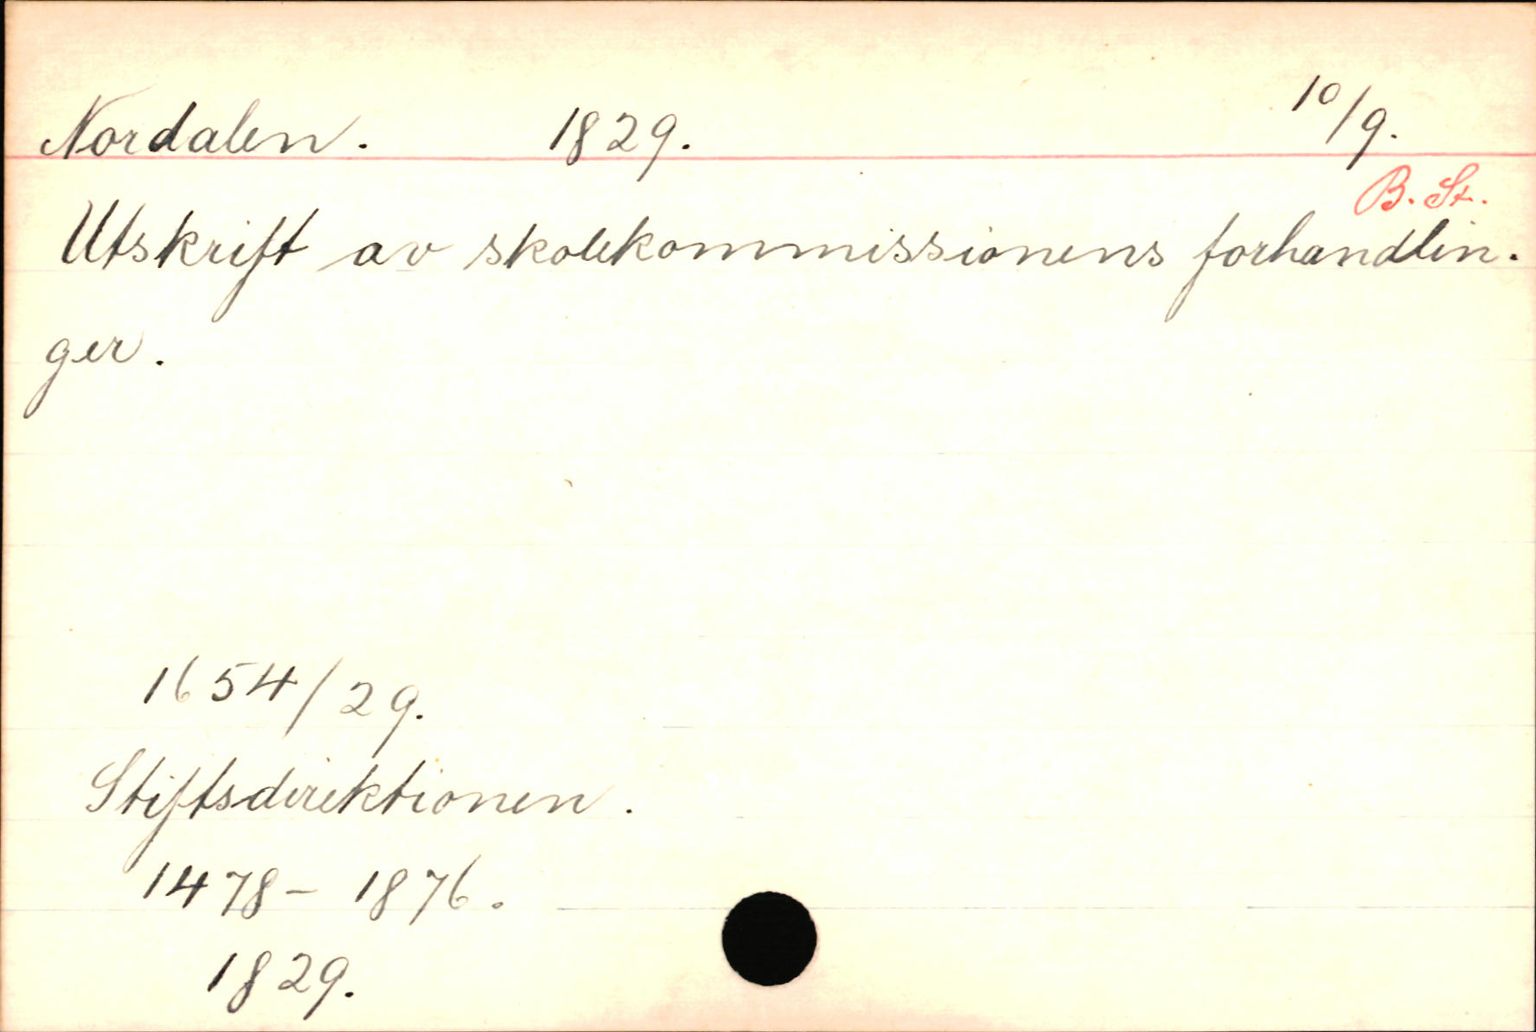 Nordalen. 1829. 10/9.
B. St.
Utskrift av skolekommissionens forhandlin.
ger.
1654/29.
Stiftsdirektionen.
1478 - 1876.
1829.